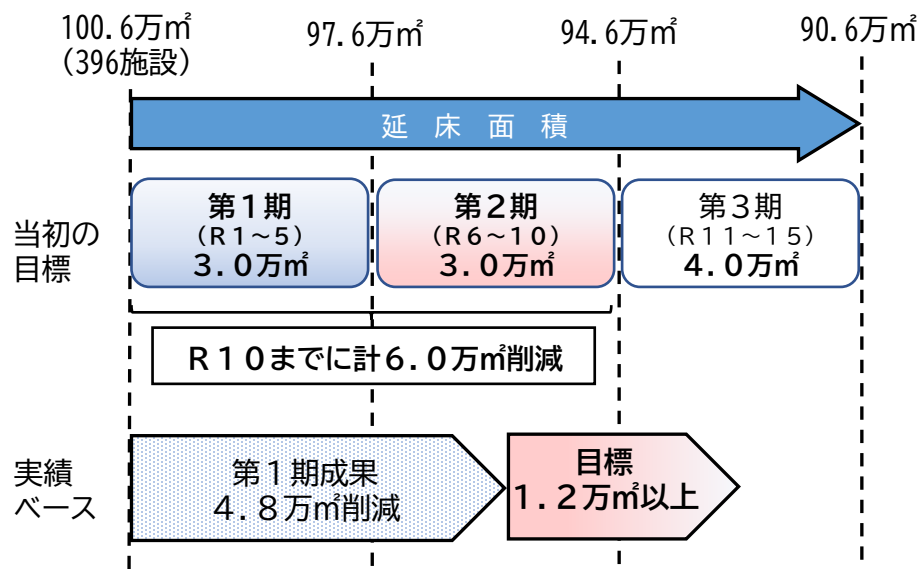 100.6万㎡
(396施設)
97.6万㎡
94.6万㎡
90.6万㎡
延 床 面 積
当初の
目標
第1期
(R1~5)
3.0万㎡
第2期
(R6~10)
3.0万㎡
第3期
(R11~15)
4.0万㎡
R10までに計6.0万㎡削減
実績
ベース
第1期成果
4.8万㎡削減
目標
1.2万㎡以上